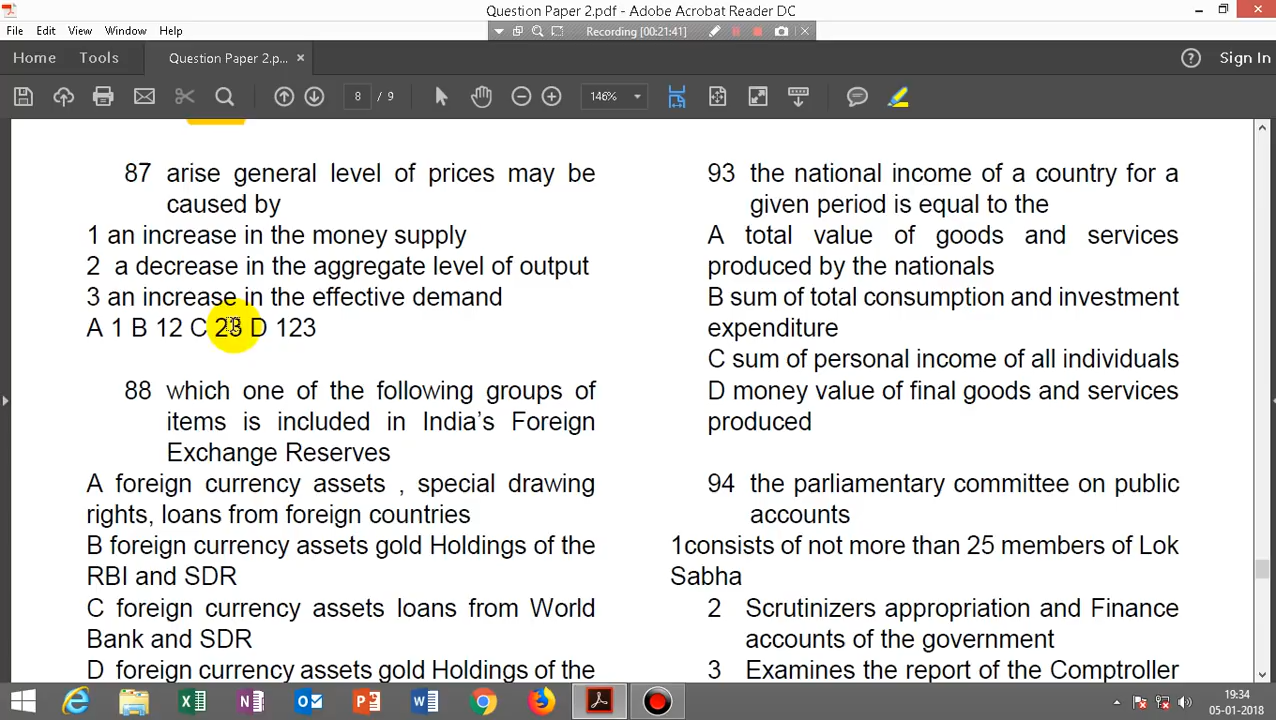 Question Paper 2.pdf - Adobe Acrobat Reader DC
File Edit View Window Help
Recording [00:21:41]
Home Tools Question Paper 2.p... × Sign In
8 / 9 146%
87 arise general level of prices may be
caused by
1 an increase in the money supply
2 a decrease in the aggregate level of output
3 an increase in the effective demand
A 1 B 12 C 23 D 123
88 which one of the following groups of
items is included in India’s Foreign
Exchange Reserves
A foreign currency assets , special drawing
rights, loans from foreign countries
B foreign currency assets gold Holdings of the
RBI and SDR
C foreign currency assets loans from World
Bank and SDR
D foreign currency assets gold Holdings of the
93 the national income of a country for a
given period is equal to the
A total value of goods and services
produced by the nationals
B sum of total consumption and investment
expenditure
C sum of personal income of all individuals
D money value of final goods and services
produced
94 the parliamentary committee on public
accounts
1consists of not more than 25 members of Lok
Sabha
2 Scrutinizers appropriation and Finance
accounts of the government
3 Examines the report of the Comptroller
19:34
05-01-2018